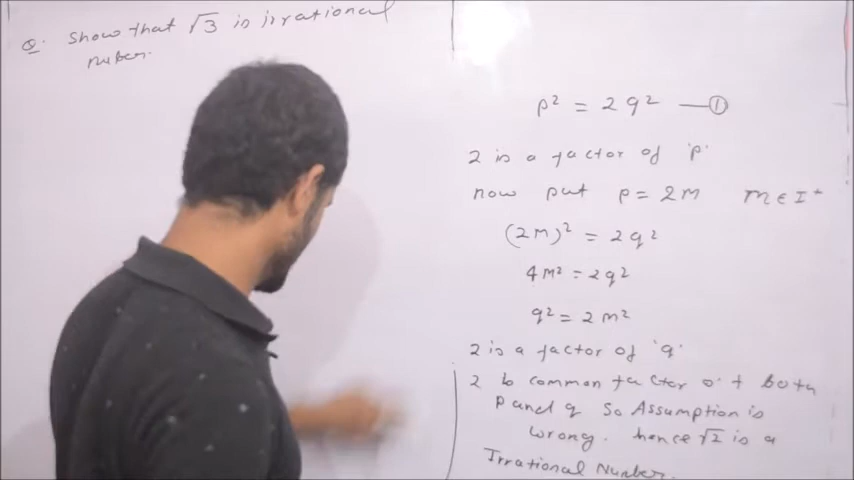 Q. Show that √3 is irrational
number.
p² = 2q² —①
2 is a factor of 'p'
now put p = 2m m ∈ I⁺
(2m)² = 2q²
4m² = 2q²
q² = 2m²
2 is a factor of 'q'
2 is common factor of both
p and q So Assumption is
wrong. hence √2 is a
Irrational Number.